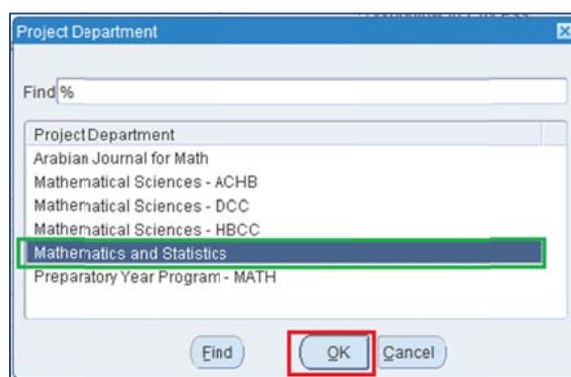 Project Department
Find %
Project Department
Arabian Journal for Math
Mathematical Sciences - ACHB
Mathematical Sciences - DCC
Mathematical Sciences - HBCC
Mathematics and Statistics
Preparatory Year Program - MATH
Find OK Cancel